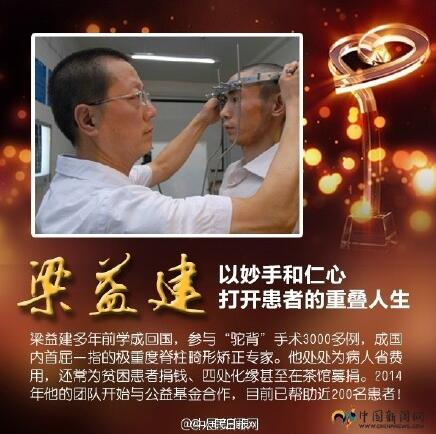 梁益建
以妙手和仁心
打开患者的重叠人生
梁益建多年前学成回国，参与“驼背”手术3000多例，成国
内首屈一指的极重度脊柱畸形矫正专家。他处处为病人省费
用，还常为贫困患者捐钱、四处化缘甚至在茶馆募捐。2014
年他的团队开始与公益基金合作，目前已帮助近200名患者！
中国新闻网